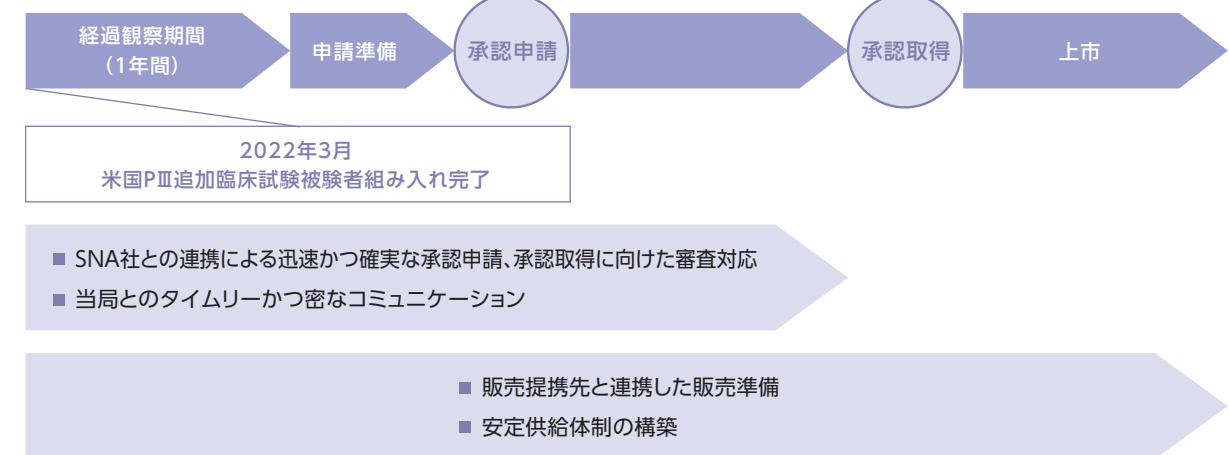 経過観察期間
（1年間）
申請準備
承認申請
承認取得
上市
2022年3月
米国PⅢ追加臨床試験被験者組み入れ完了
■ SNA社との連携による迅速かつ確実な承認申請、承認取得に向けた審査対応
■ 当局とのタイムリーかつ密なコミュニケーション
■ 販売提携先と連携した販売準備
■ 安定供給体制の構築